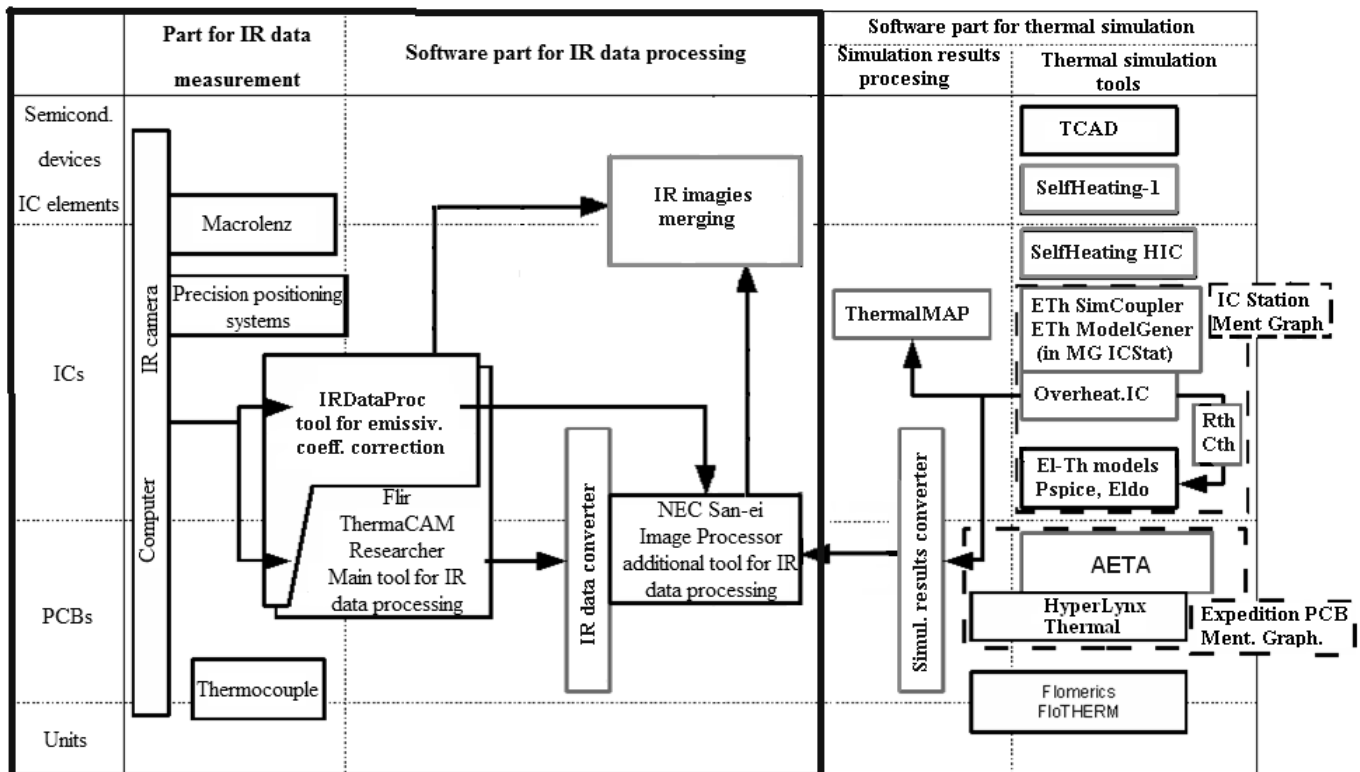 Part for IR data
measurement
Software part for IR data processing
Software part for thermal simulation
Simulation results
procesing
Thermal simulation
tools
Semicond.
devices
IC elements
ICs
PCBs
Units
Computer
IR camera
Macrolenz
Precision positioning
systems
Thermocouple
IRDataProc
tool for emissiv.
coeff. correction
Flir
ThermaCAM
Researcher
Main tool for IR
data processing
IR data converter
IR imagies
merging
NEC San-ei
Image Processor
additional tool for IR
data processing
ThermalMAP
Simul. results converter
TCAD
SelfHeating-1
SelfHeating HIC
ETh SimCoupler
ETh ModelGener
(in MG ICStat)
Overheat.IC
IC Station
Ment Graph
Rth
Cth
El-Th models
Pspice, Eldo
AETA
HyperLynx
Thermal
Expedition PCB
Ment. Graph.
Flomerics
FloTHERM